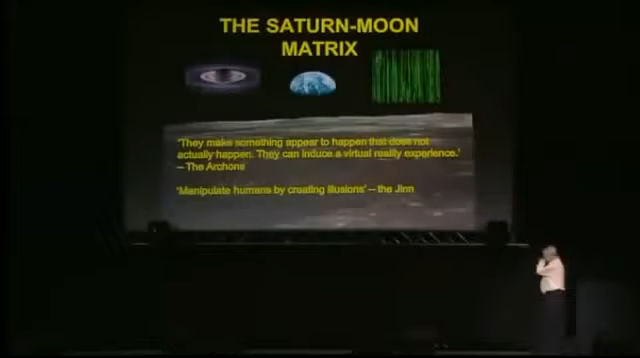 THE SATURN-MOON
MATRIX
'They make something appear to happen that does not
actually happen. They can induce a virtual reality experience.'
– The Archons
'Manipulate humans by creating illusions' – the Jinn